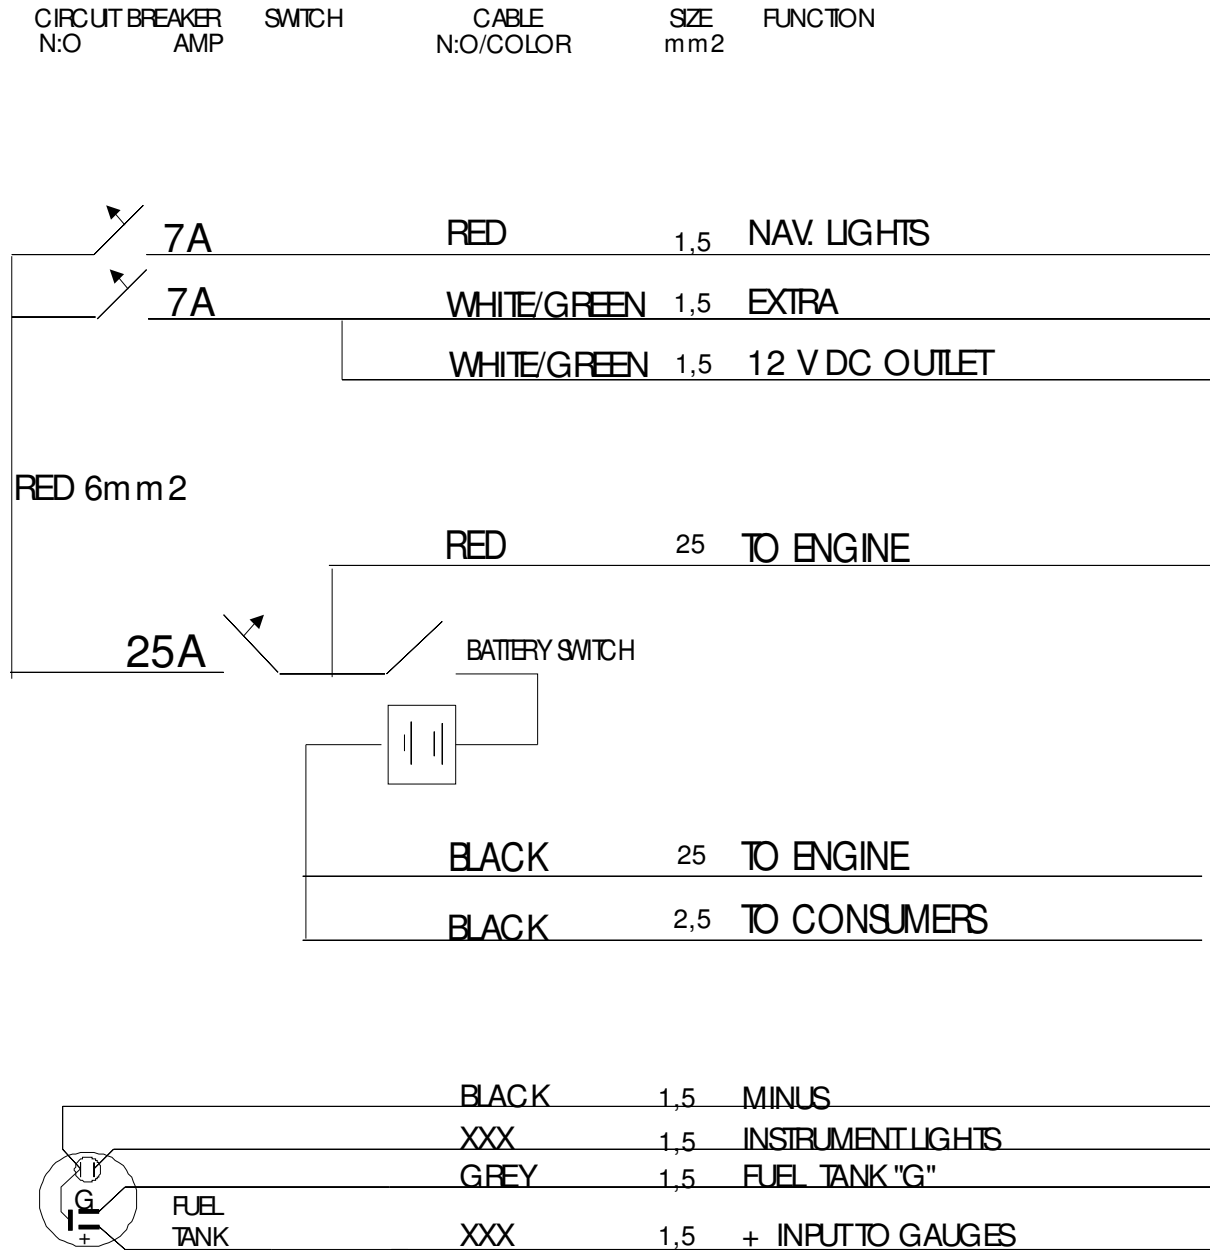 CIRCUIT BREAKER SWITCH CABLE SIZE FUNCTION
N:O AMP N:O/COLOR mm2
7A RED 1,5 NAV. LIGHTS
7A WHITE/GREEN 1,5 EXTRA
WHITE/GREEN 1,5 12 V DC OUTLET
RED 6mm2
RED 25 TO ENGINE
25A BATTERY SWITCH
BLACK 25 TO ENGINE
BLACK 2,5 TO CONSUMERS
BLACK 1,5 MINUS
XXX 1,5 INSTRUMENT LIGHTS
GREY 1,5 FUEL TANK "G"
G FUEL
+ TANK XXX 1,5 + INPUT TO GAUGES